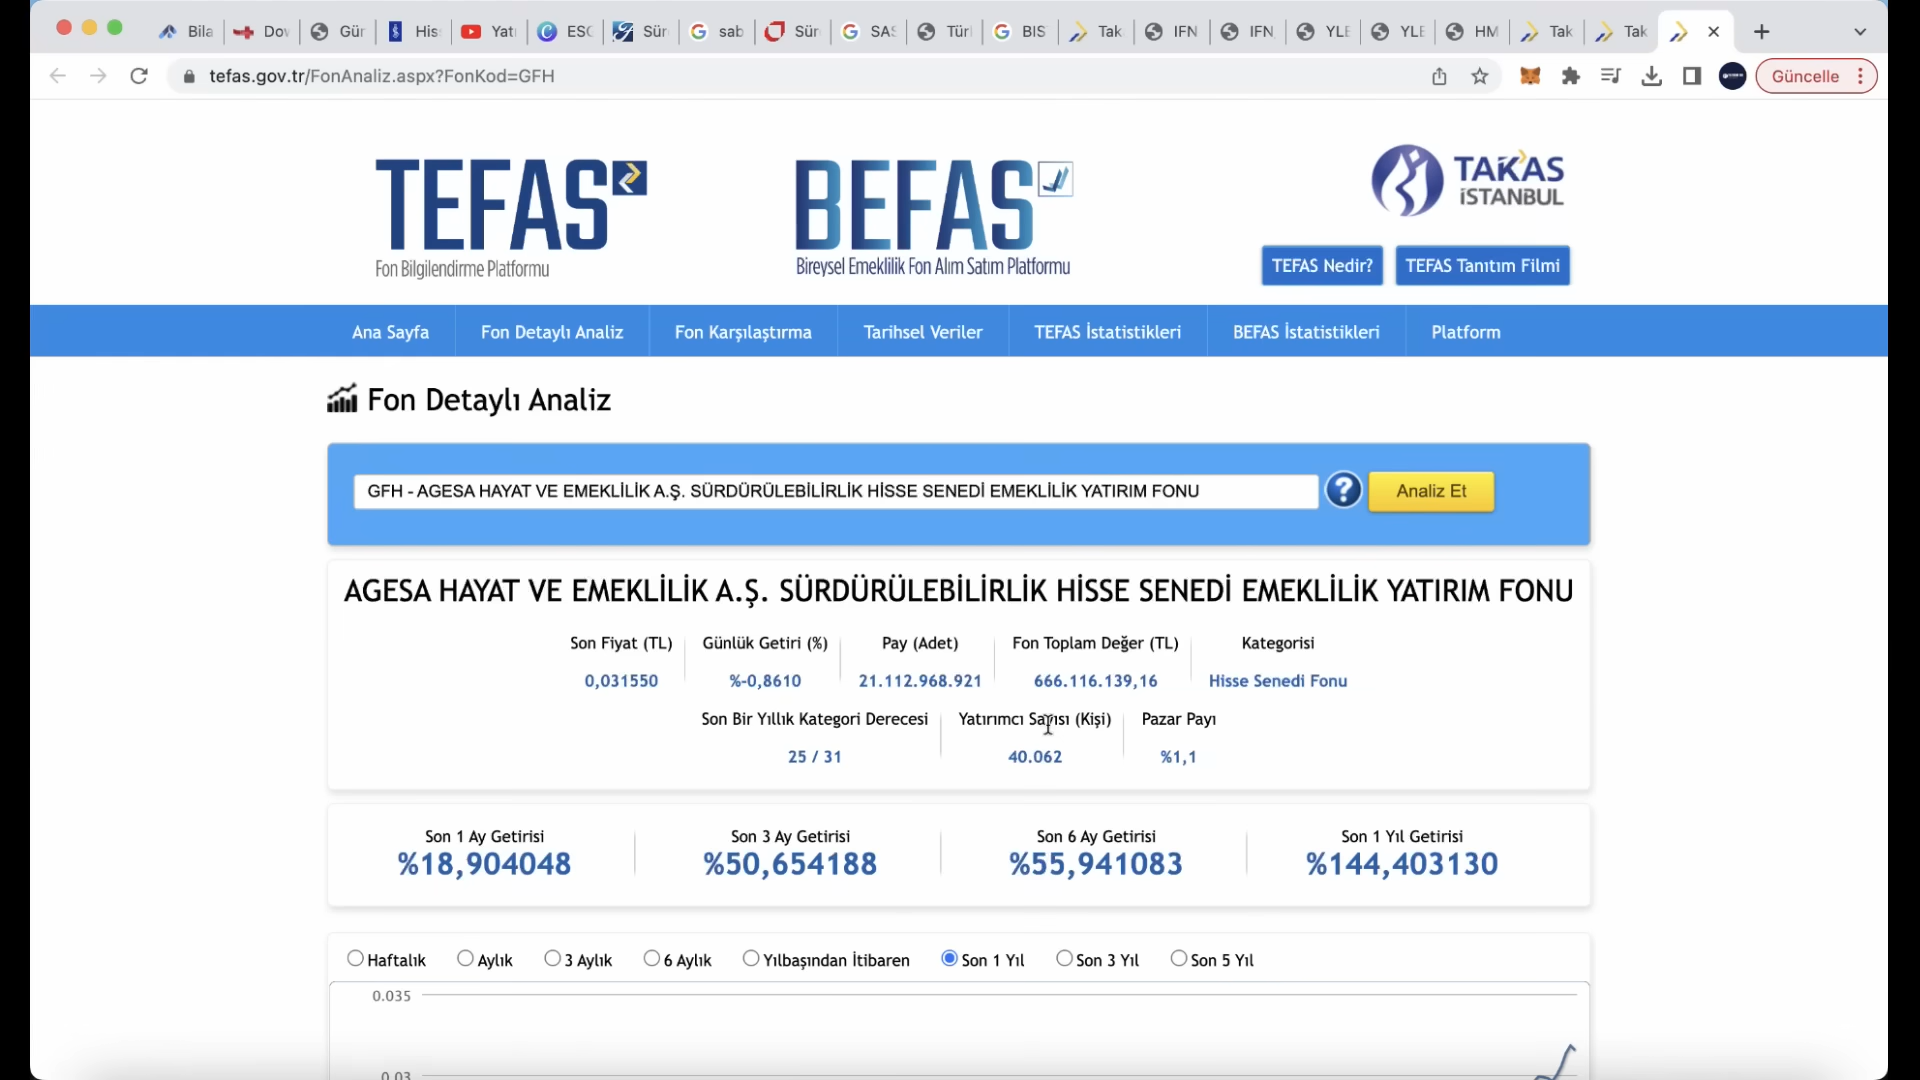 Bila
Dov
Gür
His
Yatı
ESG
Sür
sab
Sür
SAS
Türl
BIS
Tak
IFN
IFN
YLE
YLE
HM
Tak
Tak
tefas.gov.tr/FonAnaliz.aspx?FonKod=GFH
Güncelle
TEFAS
Fon Bilgilendirme Platformu
BEFAS
Bireysel Emeklilik Fon Alım Satım Platformu
TAKAS
İSTANBUL
TEFAS Nedir?
TEFAS Tanıtım Filmi
Ana Sayfa
Fon Detaylı Analiz
Fon Karşılaştırma
Tarihsel Veriler
TEFAS İstatistikleri
BEFAS İstatistikleri
Platform
Fon Detaylı Analiz
GFH - AGESA HAYAT VE EMEKLİLİK A.Ş. SÜRDÜRÜLEBİLİRLİK HİSSE SENEDİ EMEKLİLİK YATIRIM FONU
?
Analiz Et
AGESA HAYAT VE EMEKLİLİK A.Ş. SÜRDÜRÜLEBİLİRLİK HİSSE SENEDİ EMEKLİLİK YATIRIM FONU
Son Fiyat (TL)
Günlük Getiri (%)
Pay (Adet)
Fon Toplam Değer (TL)
Kategorisi
0,031550
%-0,8610
21.112.968.921
666.116.139,16
Hisse Senedi Fonu
Son Bir Yıllık Kategori Derecesi
Yatırımcı Sayısı (Kişi)
Pazar Payı
25 / 31
40.062
%1,1
Son 1 Ay Getirisi
Son 3 Ay Getirisi
Son 6 Ay Getirisi
Son 1 Yıl Getirisi
%18,904048
%50,654188
%55,941083
%144,403130
Haftalık
Aylık
3 Aylık
6 Aylık
Yılbaşından İtibaren
Son 1 Yıl
Son 3 Yıl
Son 5 Yıl
0.035
0.03